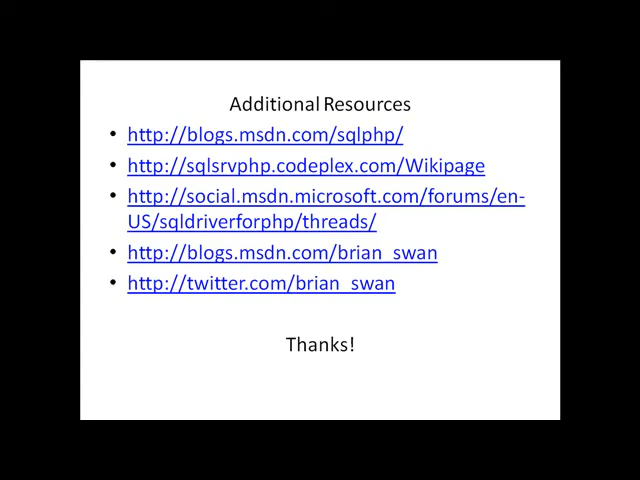 Additional Resources
• http://blogs.msdn.com/sqlphp/
• http://sqlsrvphp.codeplex.com/Wikipage
• http://social.msdn.microsoft.com/forums/en-
US/sqldriverforphp/threads/
• http://blogs.msdn.com/brian_swan
• http://twitter.com/brian_swan
Thanks!